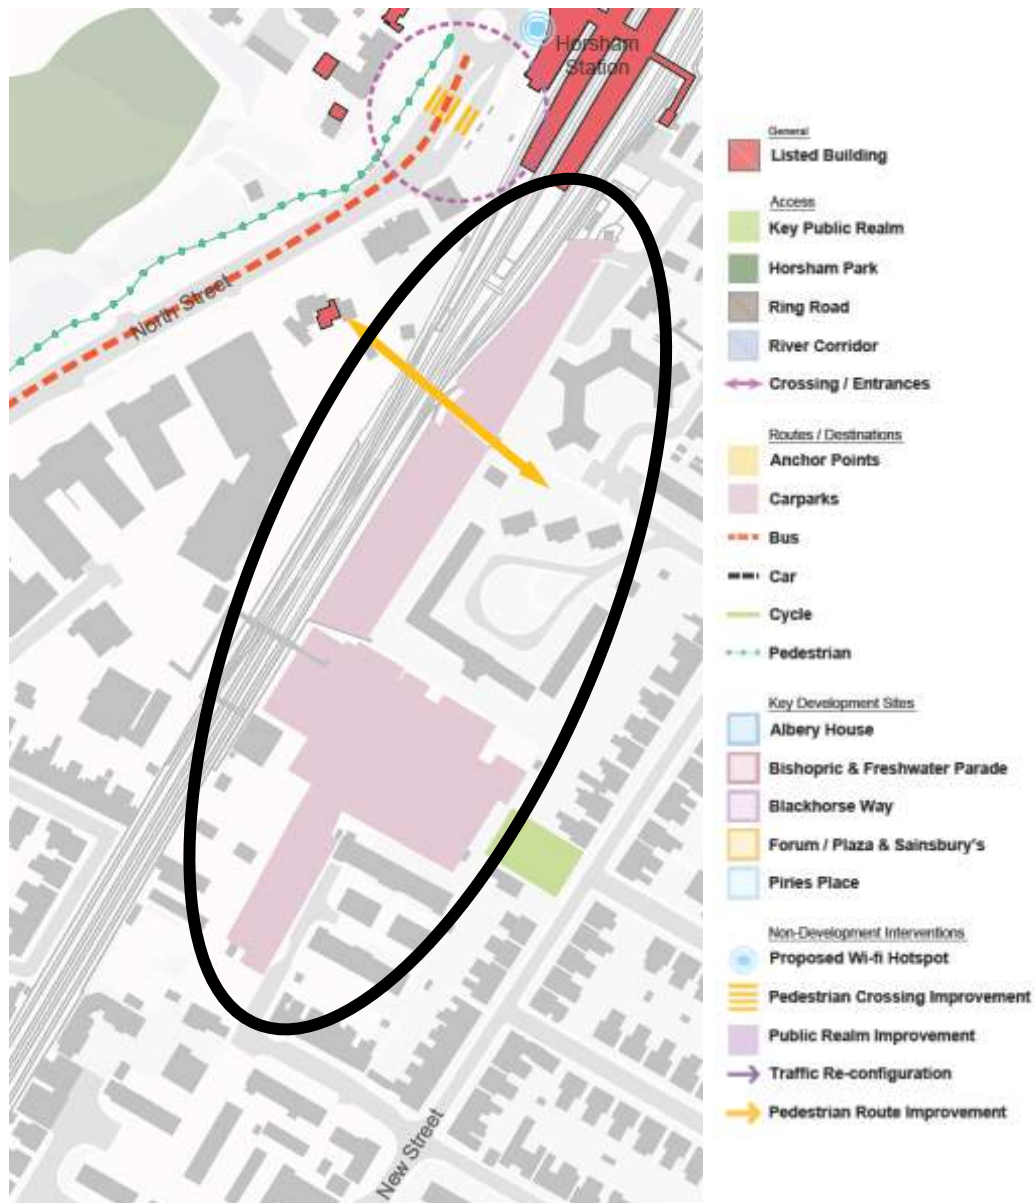 Horsham
Station
North Street
New Street
General
Listed Building
Access
Key Public Realm
Horsham Park
Ring Road
River Corridor
Crossing / Entrances
Routes / Destinations
Anchor Points
Carparks
Bus
Car
Cycle
Pedestrian
Key Development Sites
Albery House
Bishopric & Freshwater Parade
Blackhorse Way
Forum / Plaza & Sainsbury's
Piries Place
Non-Development Interventions
Proposed Wi-fi Hotspot
Pedestrian Crossing Improvement
Public Realm Improvement
Traffic Re-configuration
Pedestrian Route Improvement